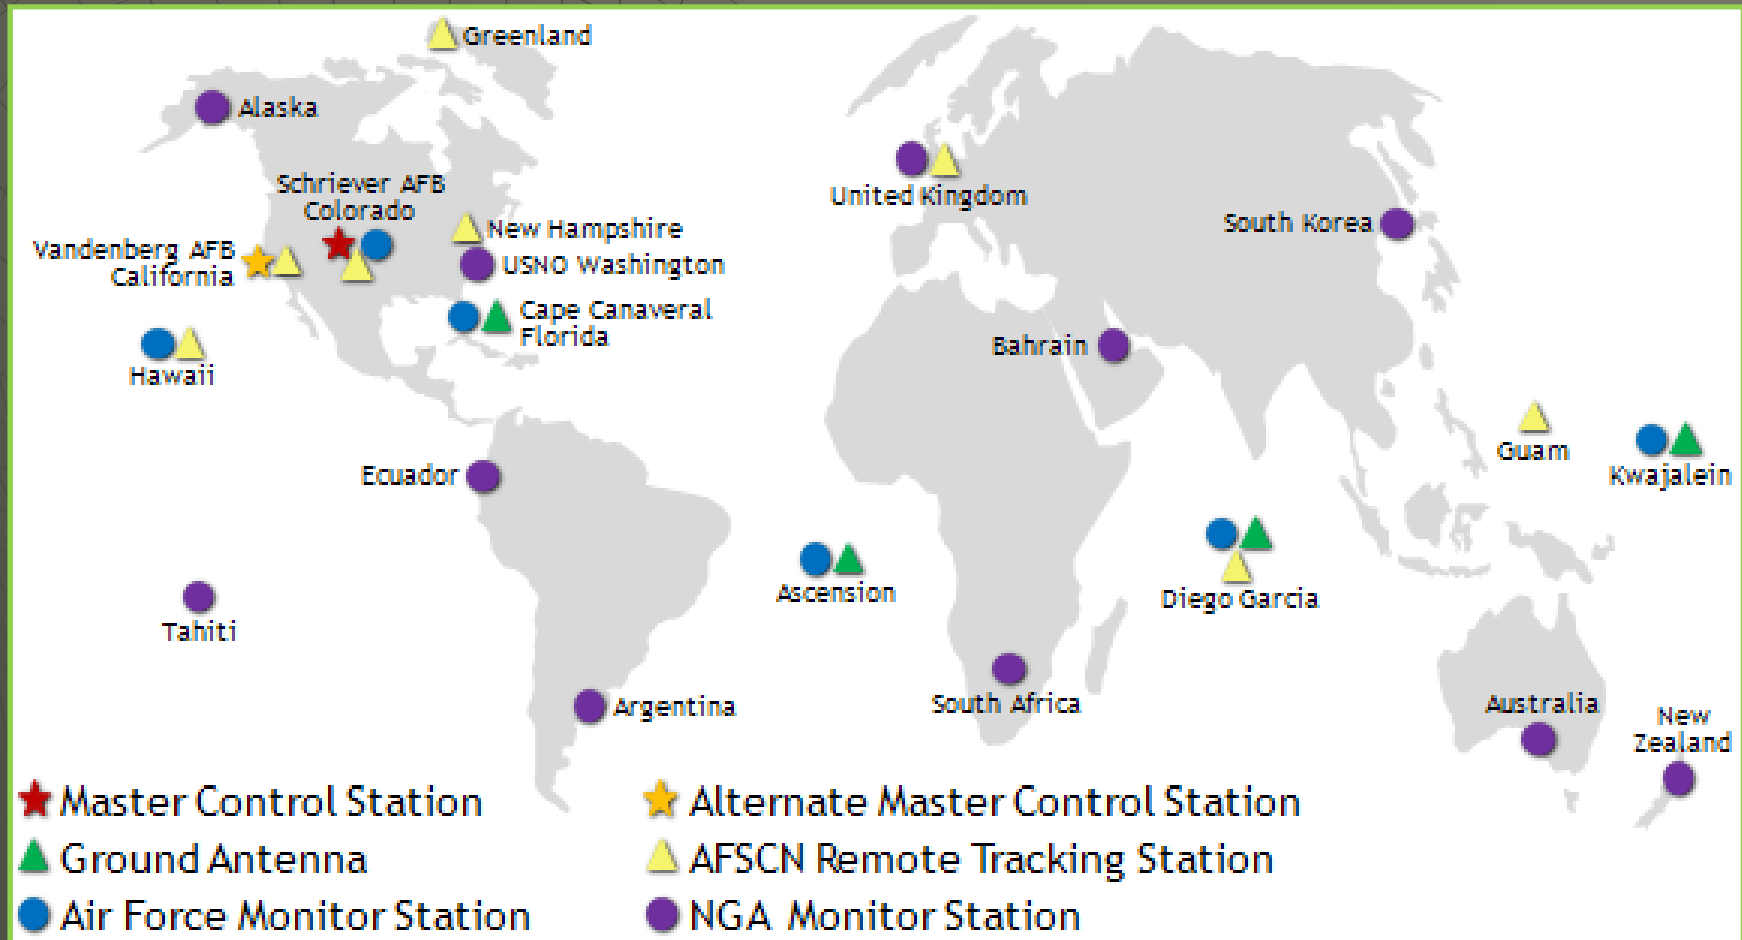 Greenland
Alaska
Schriever AFB
Colorado
United Kingdom
New Hampshire
South Korea
Vandenberg AFB
California
USNO Washington
Cape Canaveral
Florida
Bahrain
Hawaii
Guam
Ecuador
Kwajalein
Ascension
Diego Garcia
Tahiti
Argentina
South Africa
Australia
New
Zealand
Master Control Station
Alternate Master Control Station
Ground Antenna
AFSCN Remote Tracking Station
Air Force Monitor Station
NGA Monitor Station